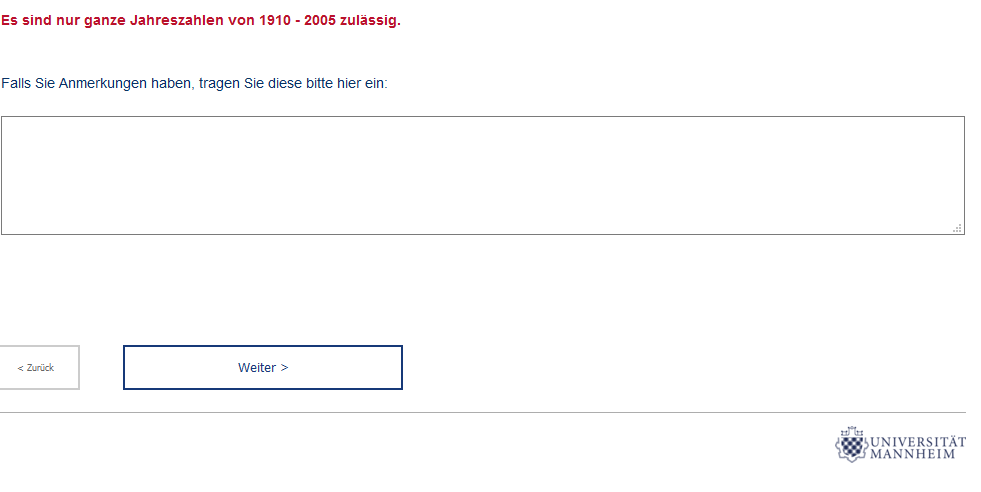 Es sind nur ganze Jahreszahlen von 1910 - 2005 zulässig.
Falls Sie Anmerkungen haben, tragen Sie diese bitte hier ein:
< Zurück
Weiter >
UNIVERSITÄT
MANNHEIM